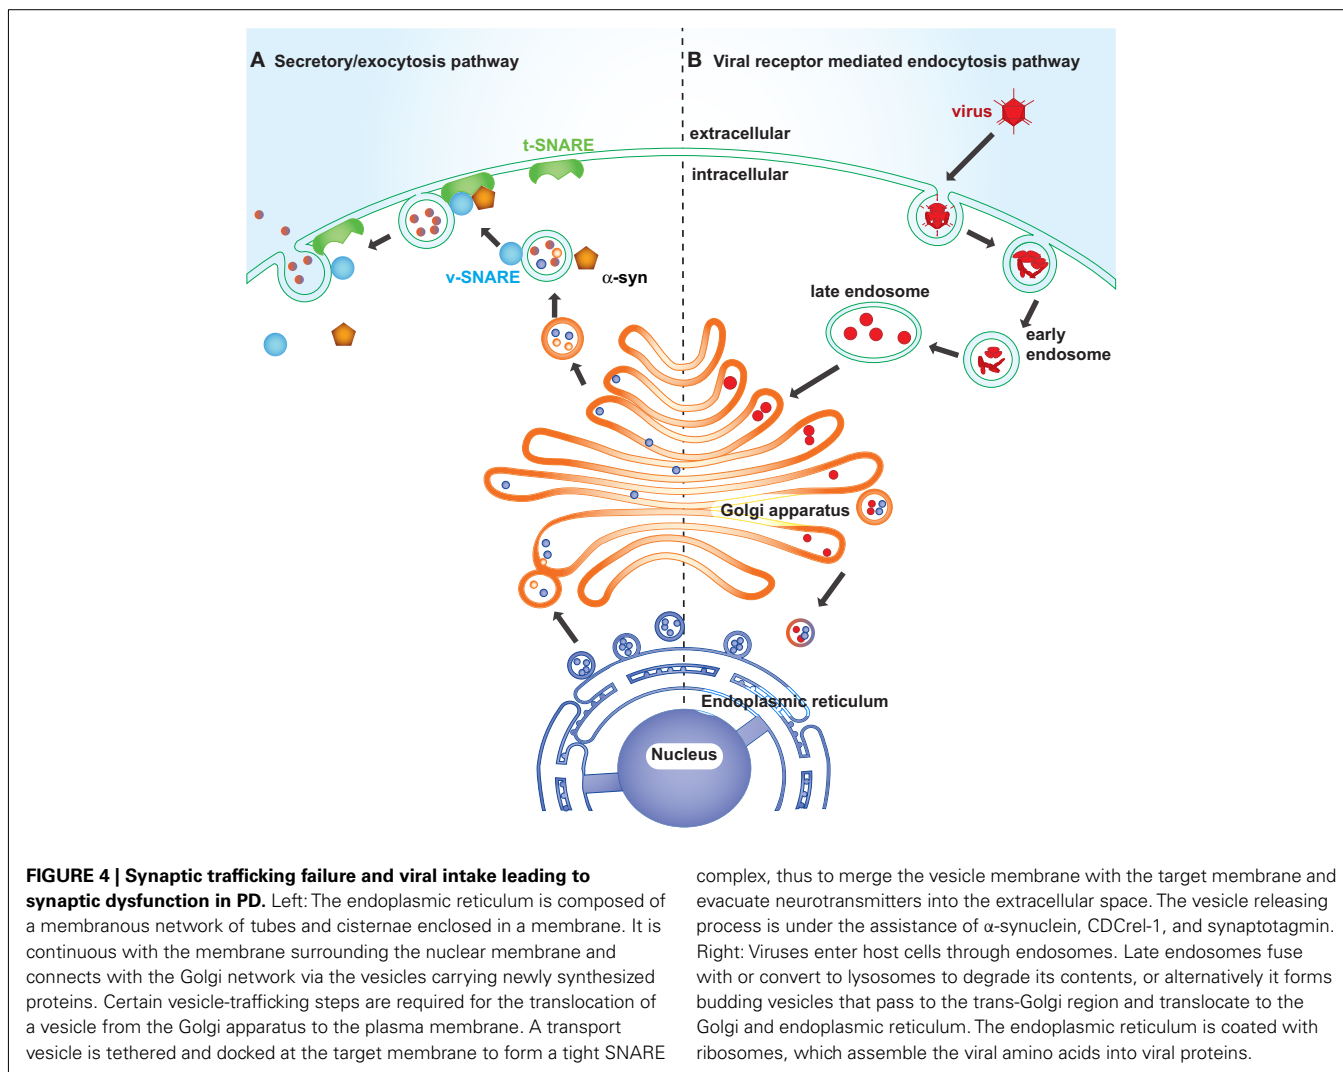 A Secretory/exocytosis pathway
B Viral receptor mediated endocytosis pathway
virus
t-SNARE
extracellular
intracellular
v-SNARE
α-syn
late endosome
early
endosome
Golgi apparatus
Endoplasmic reticulum
Nucleus
FIGURE 4 | Synaptic trafficking failure and viral intake leading to
synaptic dysfunction in PD. Left: The endoplasmic reticulum is composed of
a membranous network of tubes and cisternae enclosed in a membrane. It is
continuous with the membrane surrounding the nuclear membrane and
connects with the Golgi network via the vesicles carrying newly synthesized
proteins. Certain vesicle-trafficking steps are required for the translocation of
a vesicle from the Golgi apparatus to the plasma membrane. A transport
vesicle is tethered and docked at the target membrane to form a tight SNARE
complex, thus to merge the vesicle membrane with the target membrane and
evacuate neurotransmitters into the extracellular space. The vesicle releasing
process is under the assistance of α-synuclein, CDCrel-1, and synaptotagmin.
Right: Viruses enter host cells through endosomes. Late endosomes fuse
with or convert to lysosomes to degrade its contents, or alternatively it forms
budding vesicles that pass to the trans-Golgi region and translocate to the
Golgi and endoplasmic reticulum. The endoplasmic reticulum is coated with
ribosomes, which assemble the viral amino acids into viral proteins.